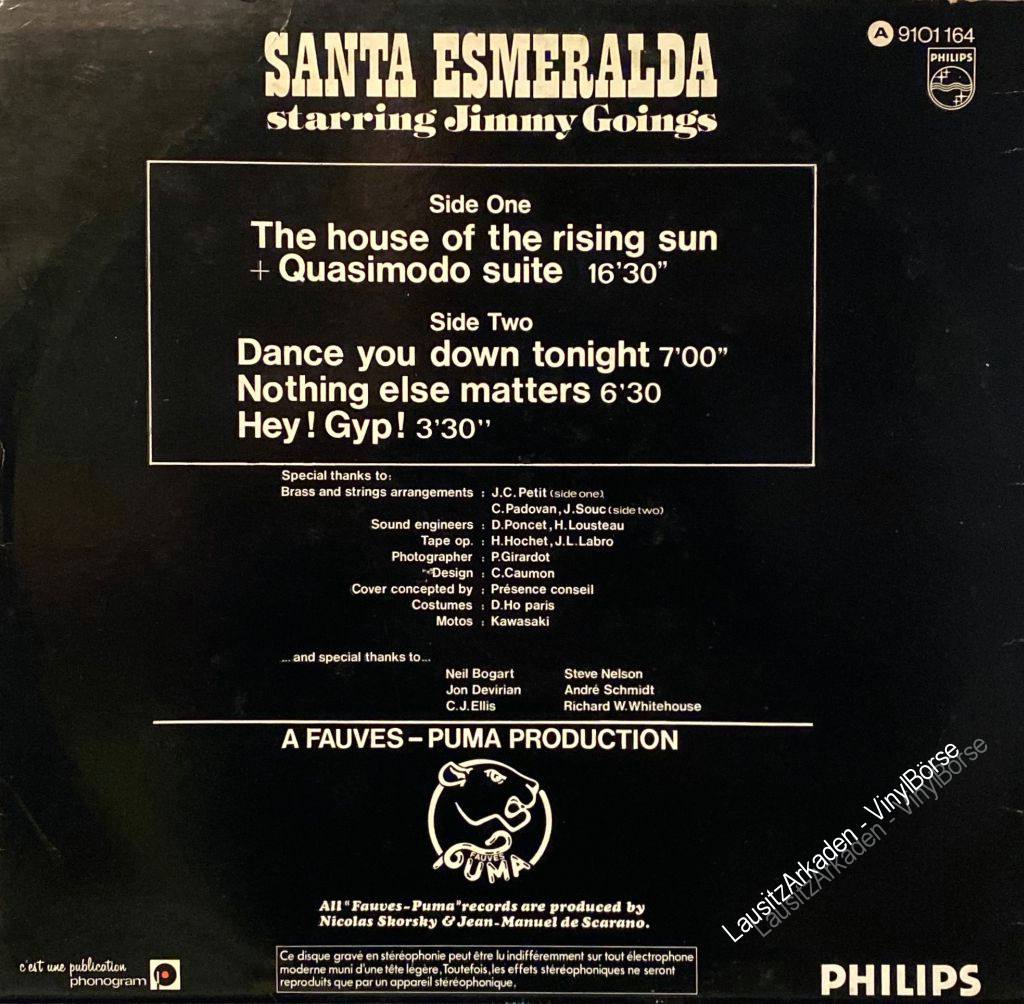 SANTA ESMERALDA
starring Jimmy Goings
A 9101 164
PHILIPS
Side One
The house of the rising sun
+ Quasimodo suite 16'30"
Side Two
Dance you down tonight 7'00"
Nothing else matters 6'30
Hey! Gyp! 3'30''
Special thanks to:
Brass and strings arrangements : J.C. Petit (side one)
C. Padovan, J. Souc (side two)
Sound engineers : D. Poncet, H. Lousteau
Tape op. : H. Hochet, J.L. Labro
Photographer : P. Girardot
Design : C. Caumon
Cover concepted by : Présence conseil
Costumes : D. Ho paris
Motos : Kawasaki
...and special thanks to...
Neil Bogart Steve Nelson
Jon Devirian André Schmidt
C.J. Ellis Richard W. Whitehouse
A FAUVES – PUMA PRODUCTION
FAUVES
PUMA
All "Fauves-Puma" records are produced by
Nicolas Skorsky & Jean-Manuel de Scarano.
LausitzArkaden - VinylBörse
c'est une publication
phonogram
Ce disque gravé en stéréophonie peut être lu indifféremment sur tout électrophone
moderne muni d'une tête légère, Toutefois, les effets stéréophoniques ne seront
reproduits que par un appareil stéréophonique.
PHILIPS